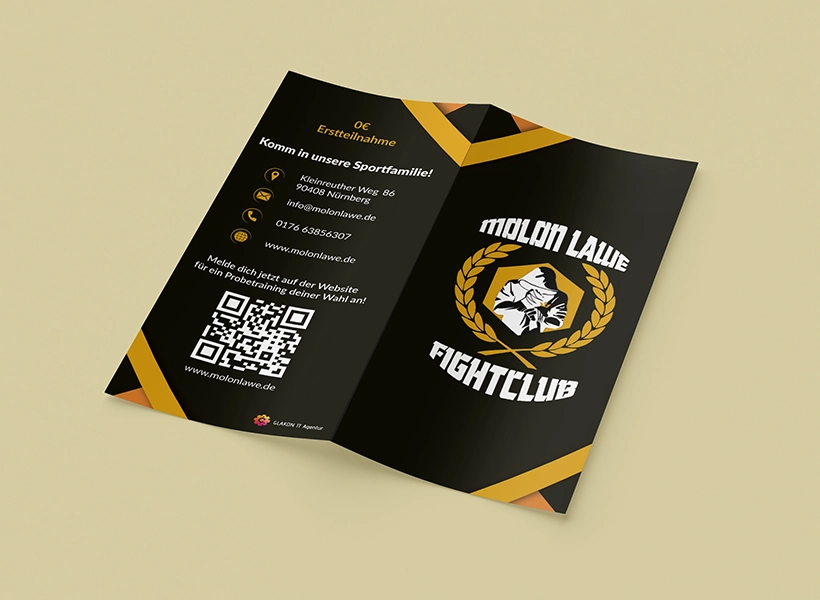 0€
Erstteilnahme
Komm in unsere Sportfamilie!
Kleinreuther Weg 86
90408 Nürnberg
info@molonlawe.de
0176 63856307
www.molonlawe.de
Melde dich jetzt auf der Website
für ein Probetraining deiner Wahl an!
www.molonlawe.de
GLAKON IT Agentur
MOLON LAWE
FIGHTCLUB